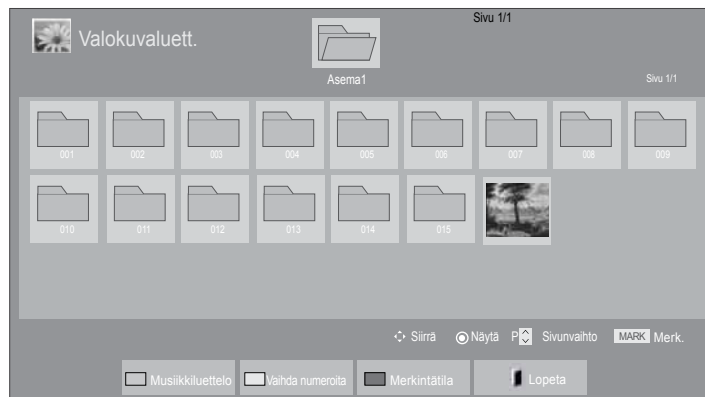 Sivu 1/1
Valokuvaluett.
Asema1
Sivu 1/1
001 002 003 004 005 006 007 008 009
010 011 012 013 014 015
Siirrä Näytä P Sivunvaihto MARK Merk.
Musiikkiluettelo Vaihda numeroita Merkintätila Lopeta